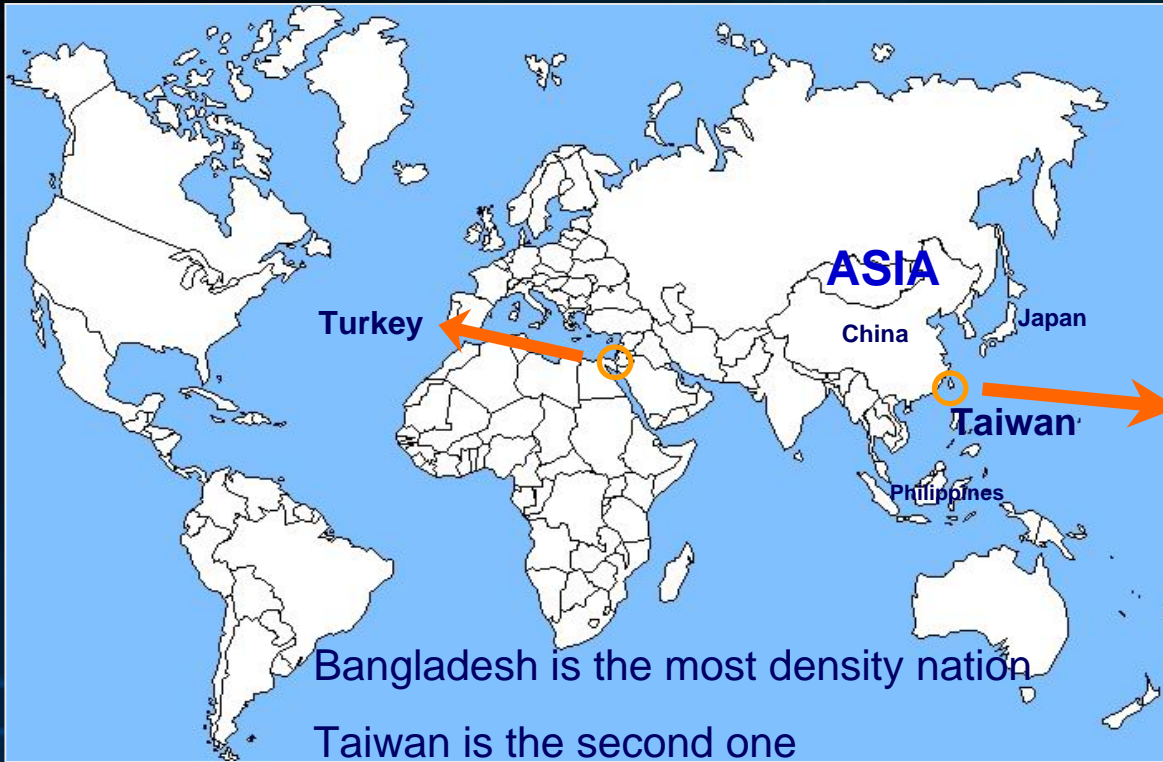 ASIA
Turkey
China
Japan
Taiwan
Philippines
Bangladesh is the most density nation
Taiwan is the second one